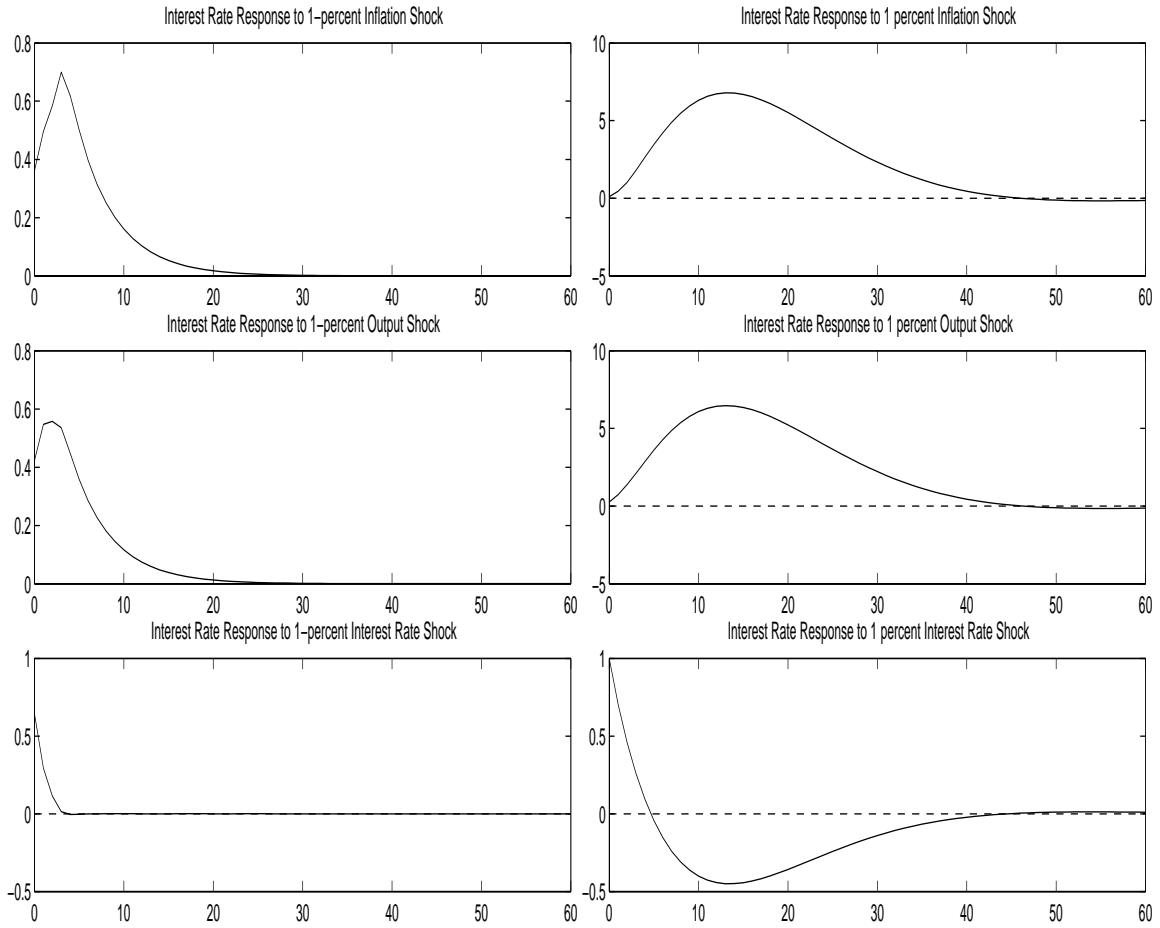 Interest Rate Response to 1−percent Inflation Shock
0.8
0.6
0.4
0.2
0
0 10 20 30 40 50 60
Interest Rate Response to 1 percent Inflation Shock
10
5
0
−5
0 10 20 30 40 50 60
Interest Rate Response to 1−percent Output Shock
0.8
0.6
0.4
0.2
0
0 10 20 30 40 50 60
Interest Rate Response to 1 percent Output Shock
10
5
0
−5
0 10 20 30 40 50 60
Interest Rate Response to 1−percent Interest Rate Shock
1
0.5
0
−0.5
0 10 20 30 40 50 60
Interest Rate Response to 1 percent Interest Rate Shock
1
0.5
0
−0.5
0 10 20 30 40 50 60